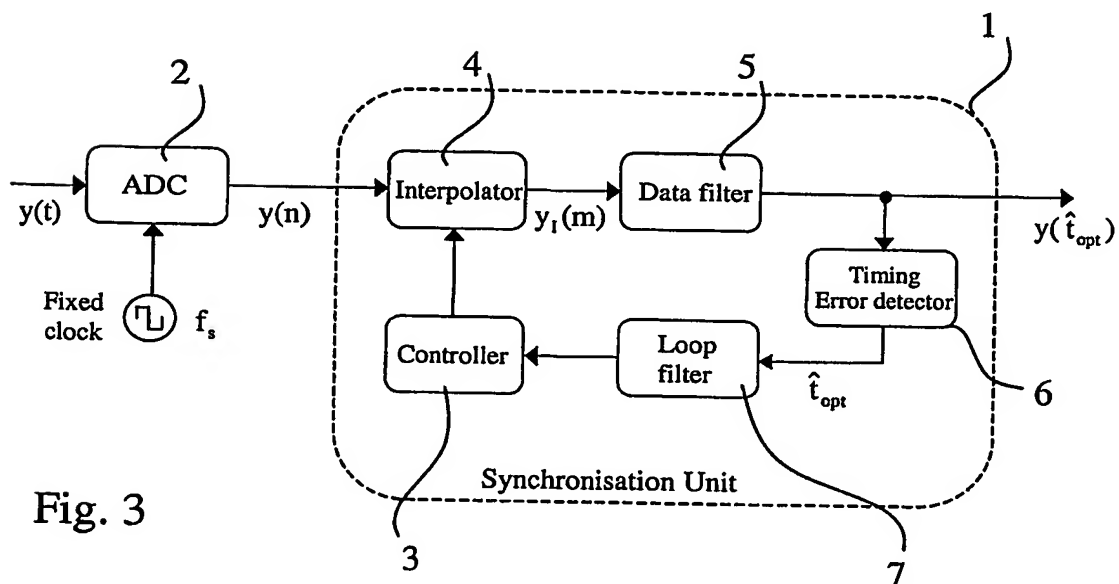 1
2
4
5
ADC
Interpolator
Data filter
y(t)
y(n)
y_I(m)
y(t̂_opt)
Timing
Error detector
Fixed
clock
f_s
Controller
Loop
filter
t̂_opt
6
Synchronisation Unit
Fig. 3
3
7